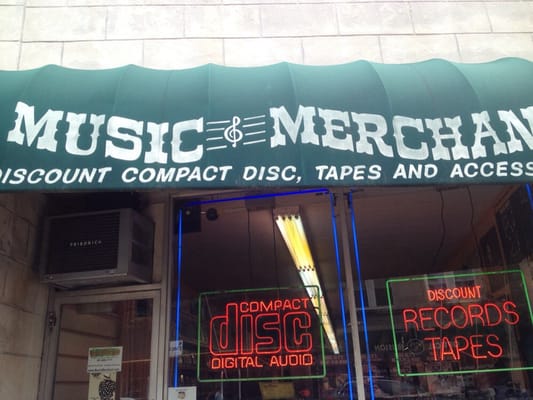 MUSIC MERCHAN
DISCOUNT COMPACT DISC, TAPES AND ACCESS
FRIEDRICH
COMPACT
disc
DIGITAL AUDIO
DISCOUNT
RECORDS
TAPES